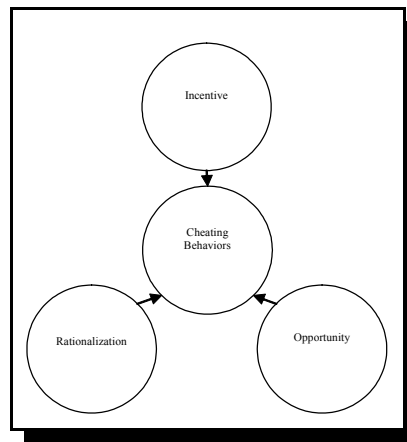 Incentive
Cheating
Behaviors
Rationalization
Opportunity